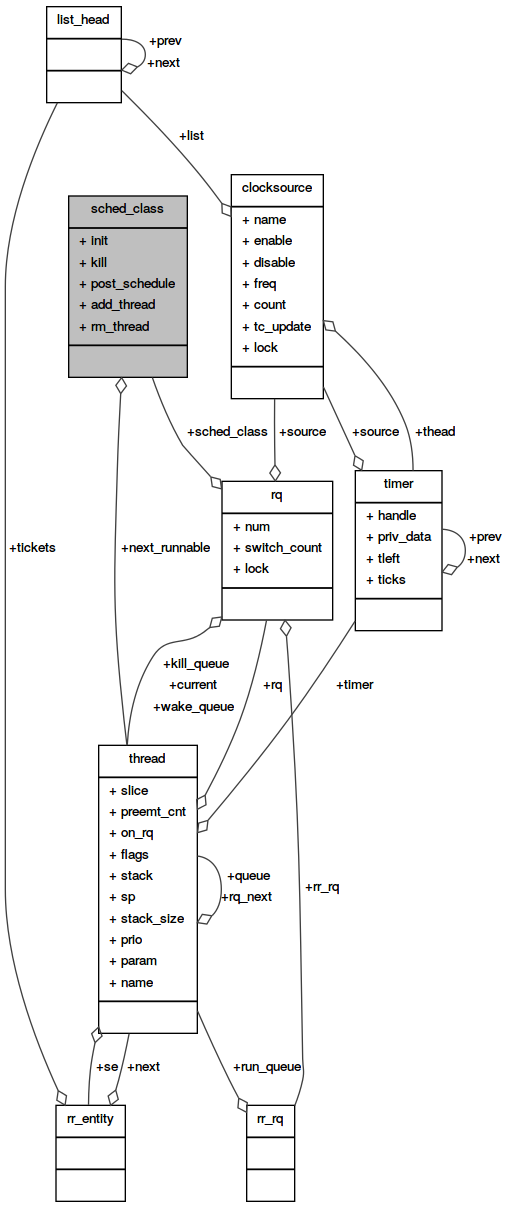 list_head
+prev
+next
+list
clocksource
+ name
+ enable
+ disable
+ freq
+ count
+ tc_update
+ lock
sched_class
+ init
+ kill
+ post_schedule
+ add_thread
+ rm_thread
+sched_class
+source
+source
+thead
rq
+ num
+ switch_count
+ lock
timer
+ handle
+ priv_data
+ tleft
+ ticks
+prev
+next
+tickets
+next_runnable
+kill_queue
+current
+wake_queue
+rq
+timer
thread
+ slice
+ preemt_cnt
+ on_rq
+ flags
+ stack
+ sp
+ stack_size
+ prio
+ param
+ name
+queue
+rq_next
+rr_rq
+se
+next
+run_queue
rr_entity
rr_rq